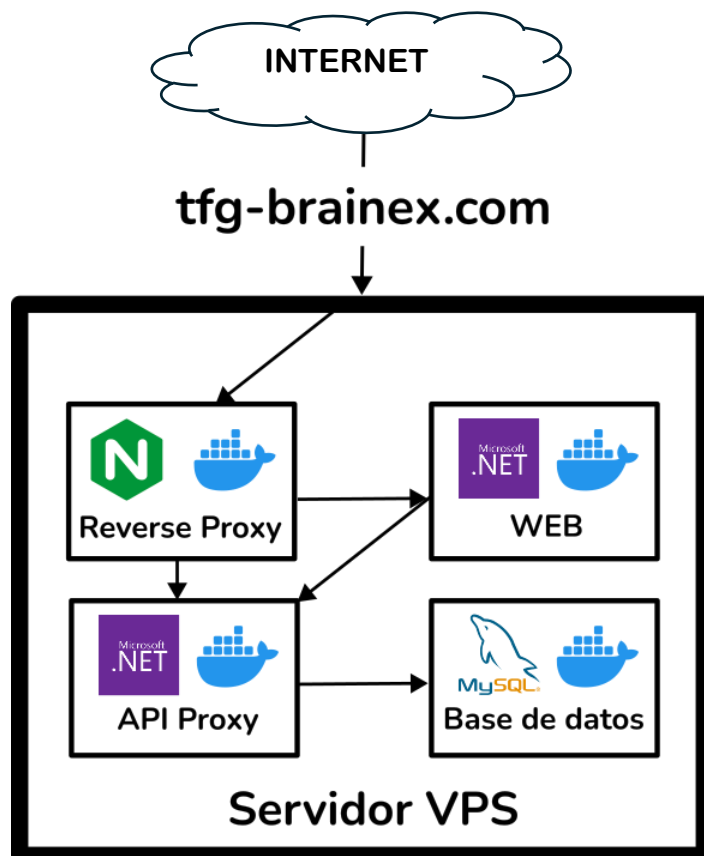 INTERNET
tfg-brainex.com
N
Reverse Proxy
Microsoft
.NET
WEB
Microsoft
.NET
API Proxy
MySQL
Base de datos
Servidor VPS